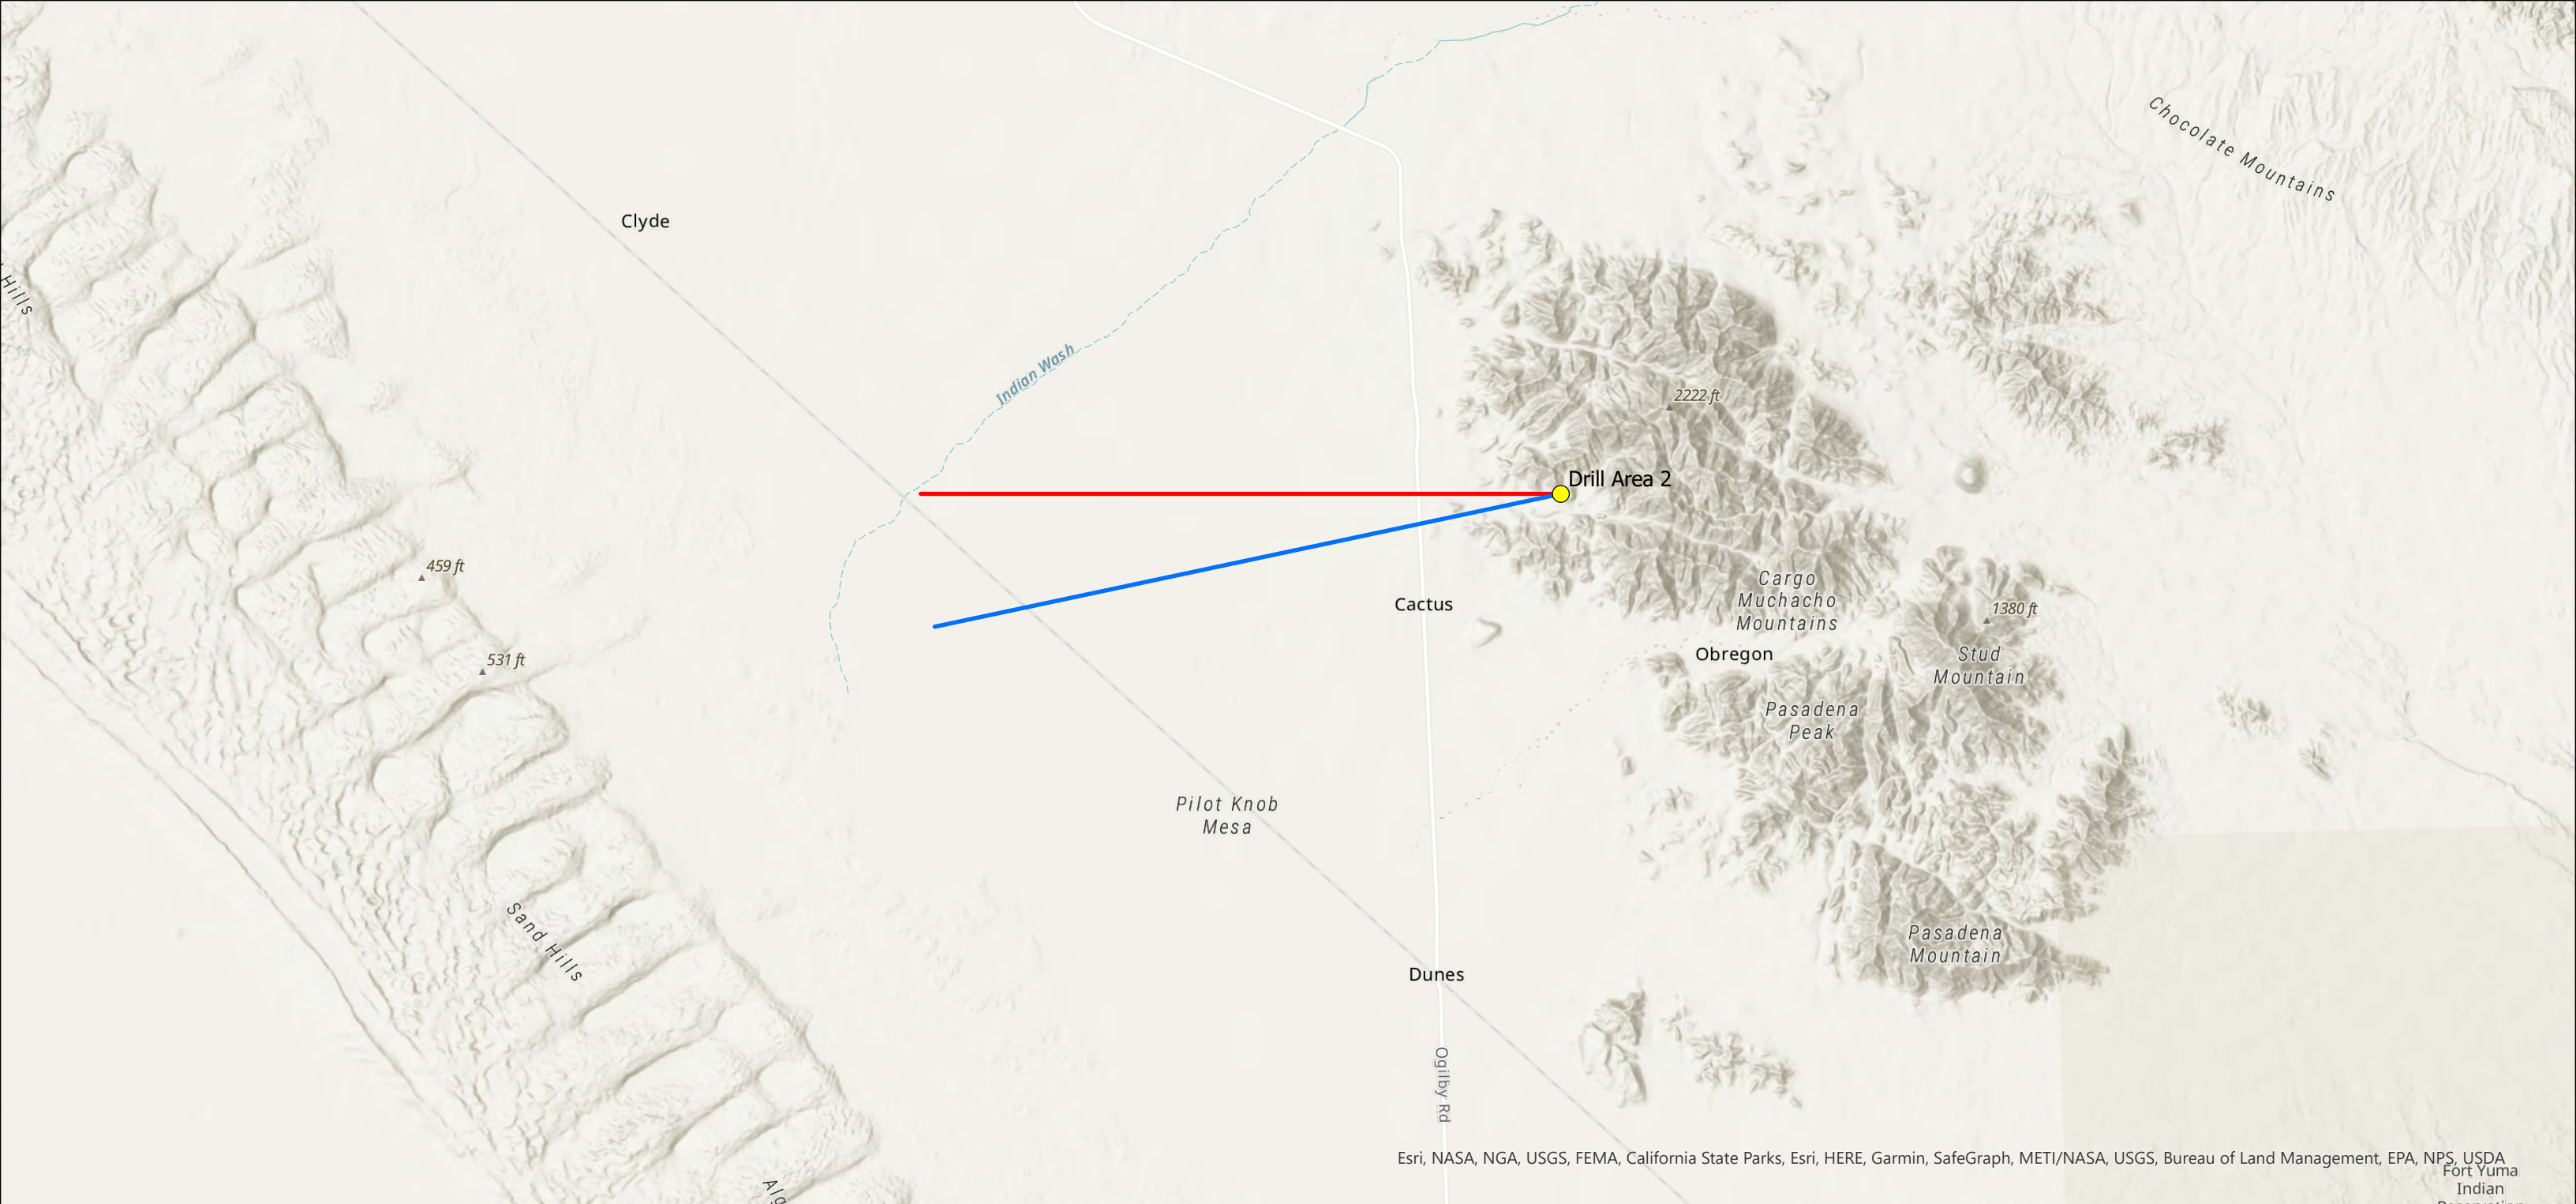 Chocolate Mountains
Clyde
Hills
Indian Wash
2222 ft
Drill Area 2
459 ft
Cargo
Muchacho
Mountains
Cactus
1380 ft
531 ft
Obregon
Stud
Mountain
Pasadena
Peak
Pilot Knob
Mesa
Sand Hills
Pasadena
Mountain
Dunes
Ogilby Rd
Esri, NASA, NGA, USGS, FEMA, California State Parks, Esri, HERE, Garmin, SafeGraph, METI/NASA, USGS, Bureau of Land Management, EPA, NPS, USDA
Fort Yuma
Indian
Alg